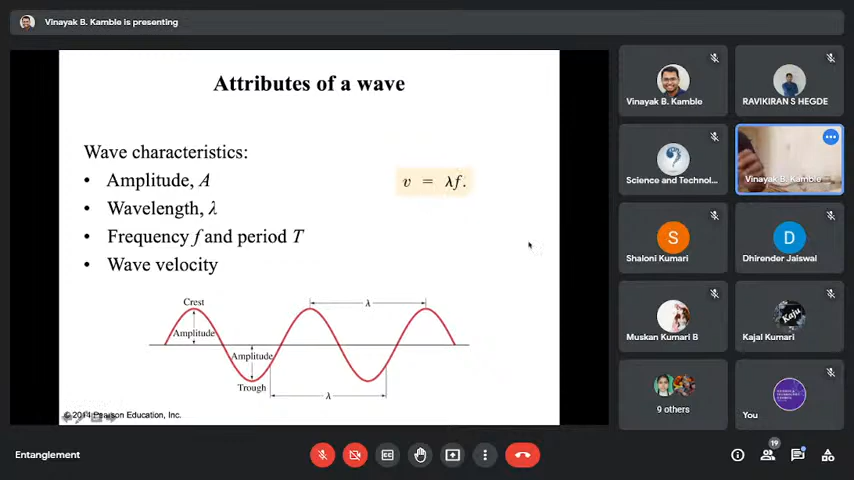 Vinayak B. Kamble is presenting
Attributes of a wave
Wave characteristics:
• Amplitude, A
• Wavelength, λ
• Frequency f and period T
• Wave velocity
v = λf.
Crest
Amplitude
λ
Amplitude
Trough
λ
© 2014 Pearson Education, Inc.
Vinayak B. Kamble
RAVIKIRAN S HEGDE
Science and Technol...
Vinayak B. Kamble
S
Shaloni Kumari
D
Dhirender Jaiswal
Muskan Kumari B
Kaju
Kajal Kumari
9 others
You
Entanglement
CC
19